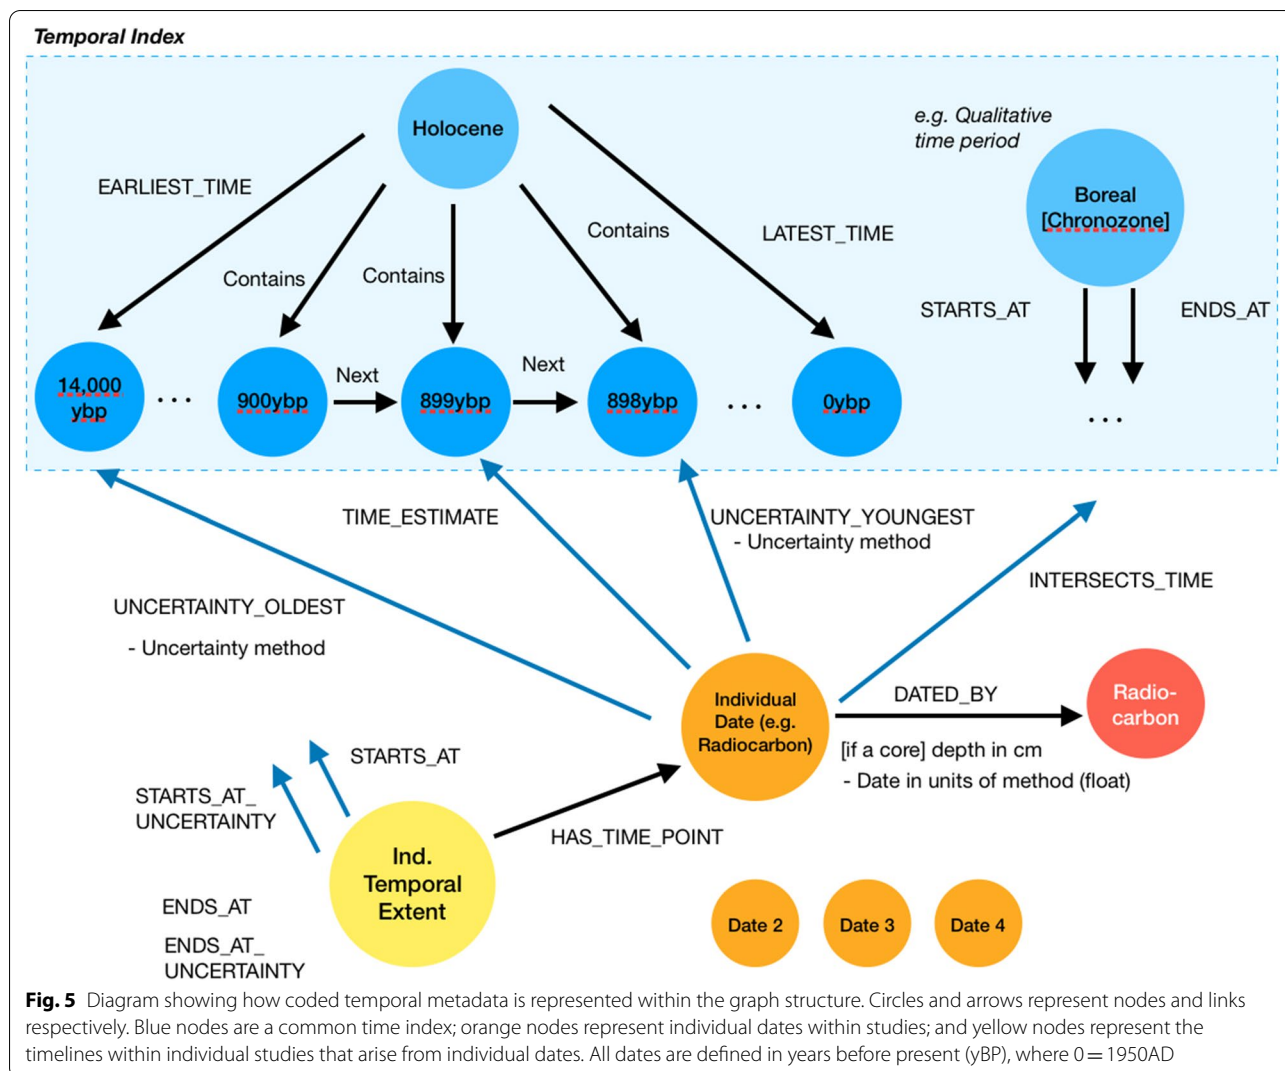 Temporal Index
Holocene
e.g. Qualitative
time period
EARLIEST_TIME
Boreal
[Chronozone]
Contains
LATEST_TIME
Contains
Contains
STARTS_AT
ENDS_AT
14,000
ybp
...
900ybp
Next
899ybp
Next
898ybp
...
0ybp
...
TIME_ESTIMATE
UNCERTAINTY_YOUNGEST
- Uncertainty method
INTERSECTS_TIME
UNCERTAINTY_OLDEST
- Uncertainty method
Individual
Date (e.g.
Radiocarbon)
DATED_BY
Radio-
carbon
[if a core] depth in cm
- Date in units of method (float)
STARTS_AT
STARTS_AT_
UNCERTAINTY
HAS_TIME_POINT
Ind.
Temporal
Extent
ENDS_AT
ENDS_AT_
UNCERTAINTY
Date 2
Date 3
Date 4
Fig. 5 Diagram showing how coded temporal metadata is represented within the graph structure. Circles and arrows represent nodes and links
respectively. Blue nodes are a common time index; orange nodes represent individual dates within studies; and yellow nodes represent the
timelines within individual studies that arise from individual dates. All dates are defined in years before present (yBP), where 0 = 1950AD